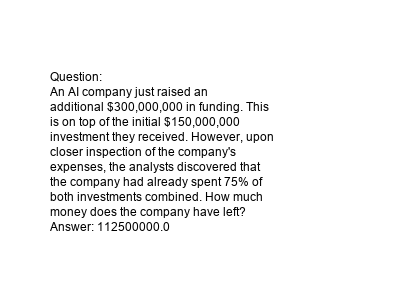 Question:
An AI company just raised an
additional $300,000,000 in funding. This
is on top of the initial $150,000,000
investment they received. However, upon
closer inspection of the company's
expenses, the analysts discovered that
the company had already spent 75% of
both investments combined. How much
money does the company have left?
Answer: 112500000.0